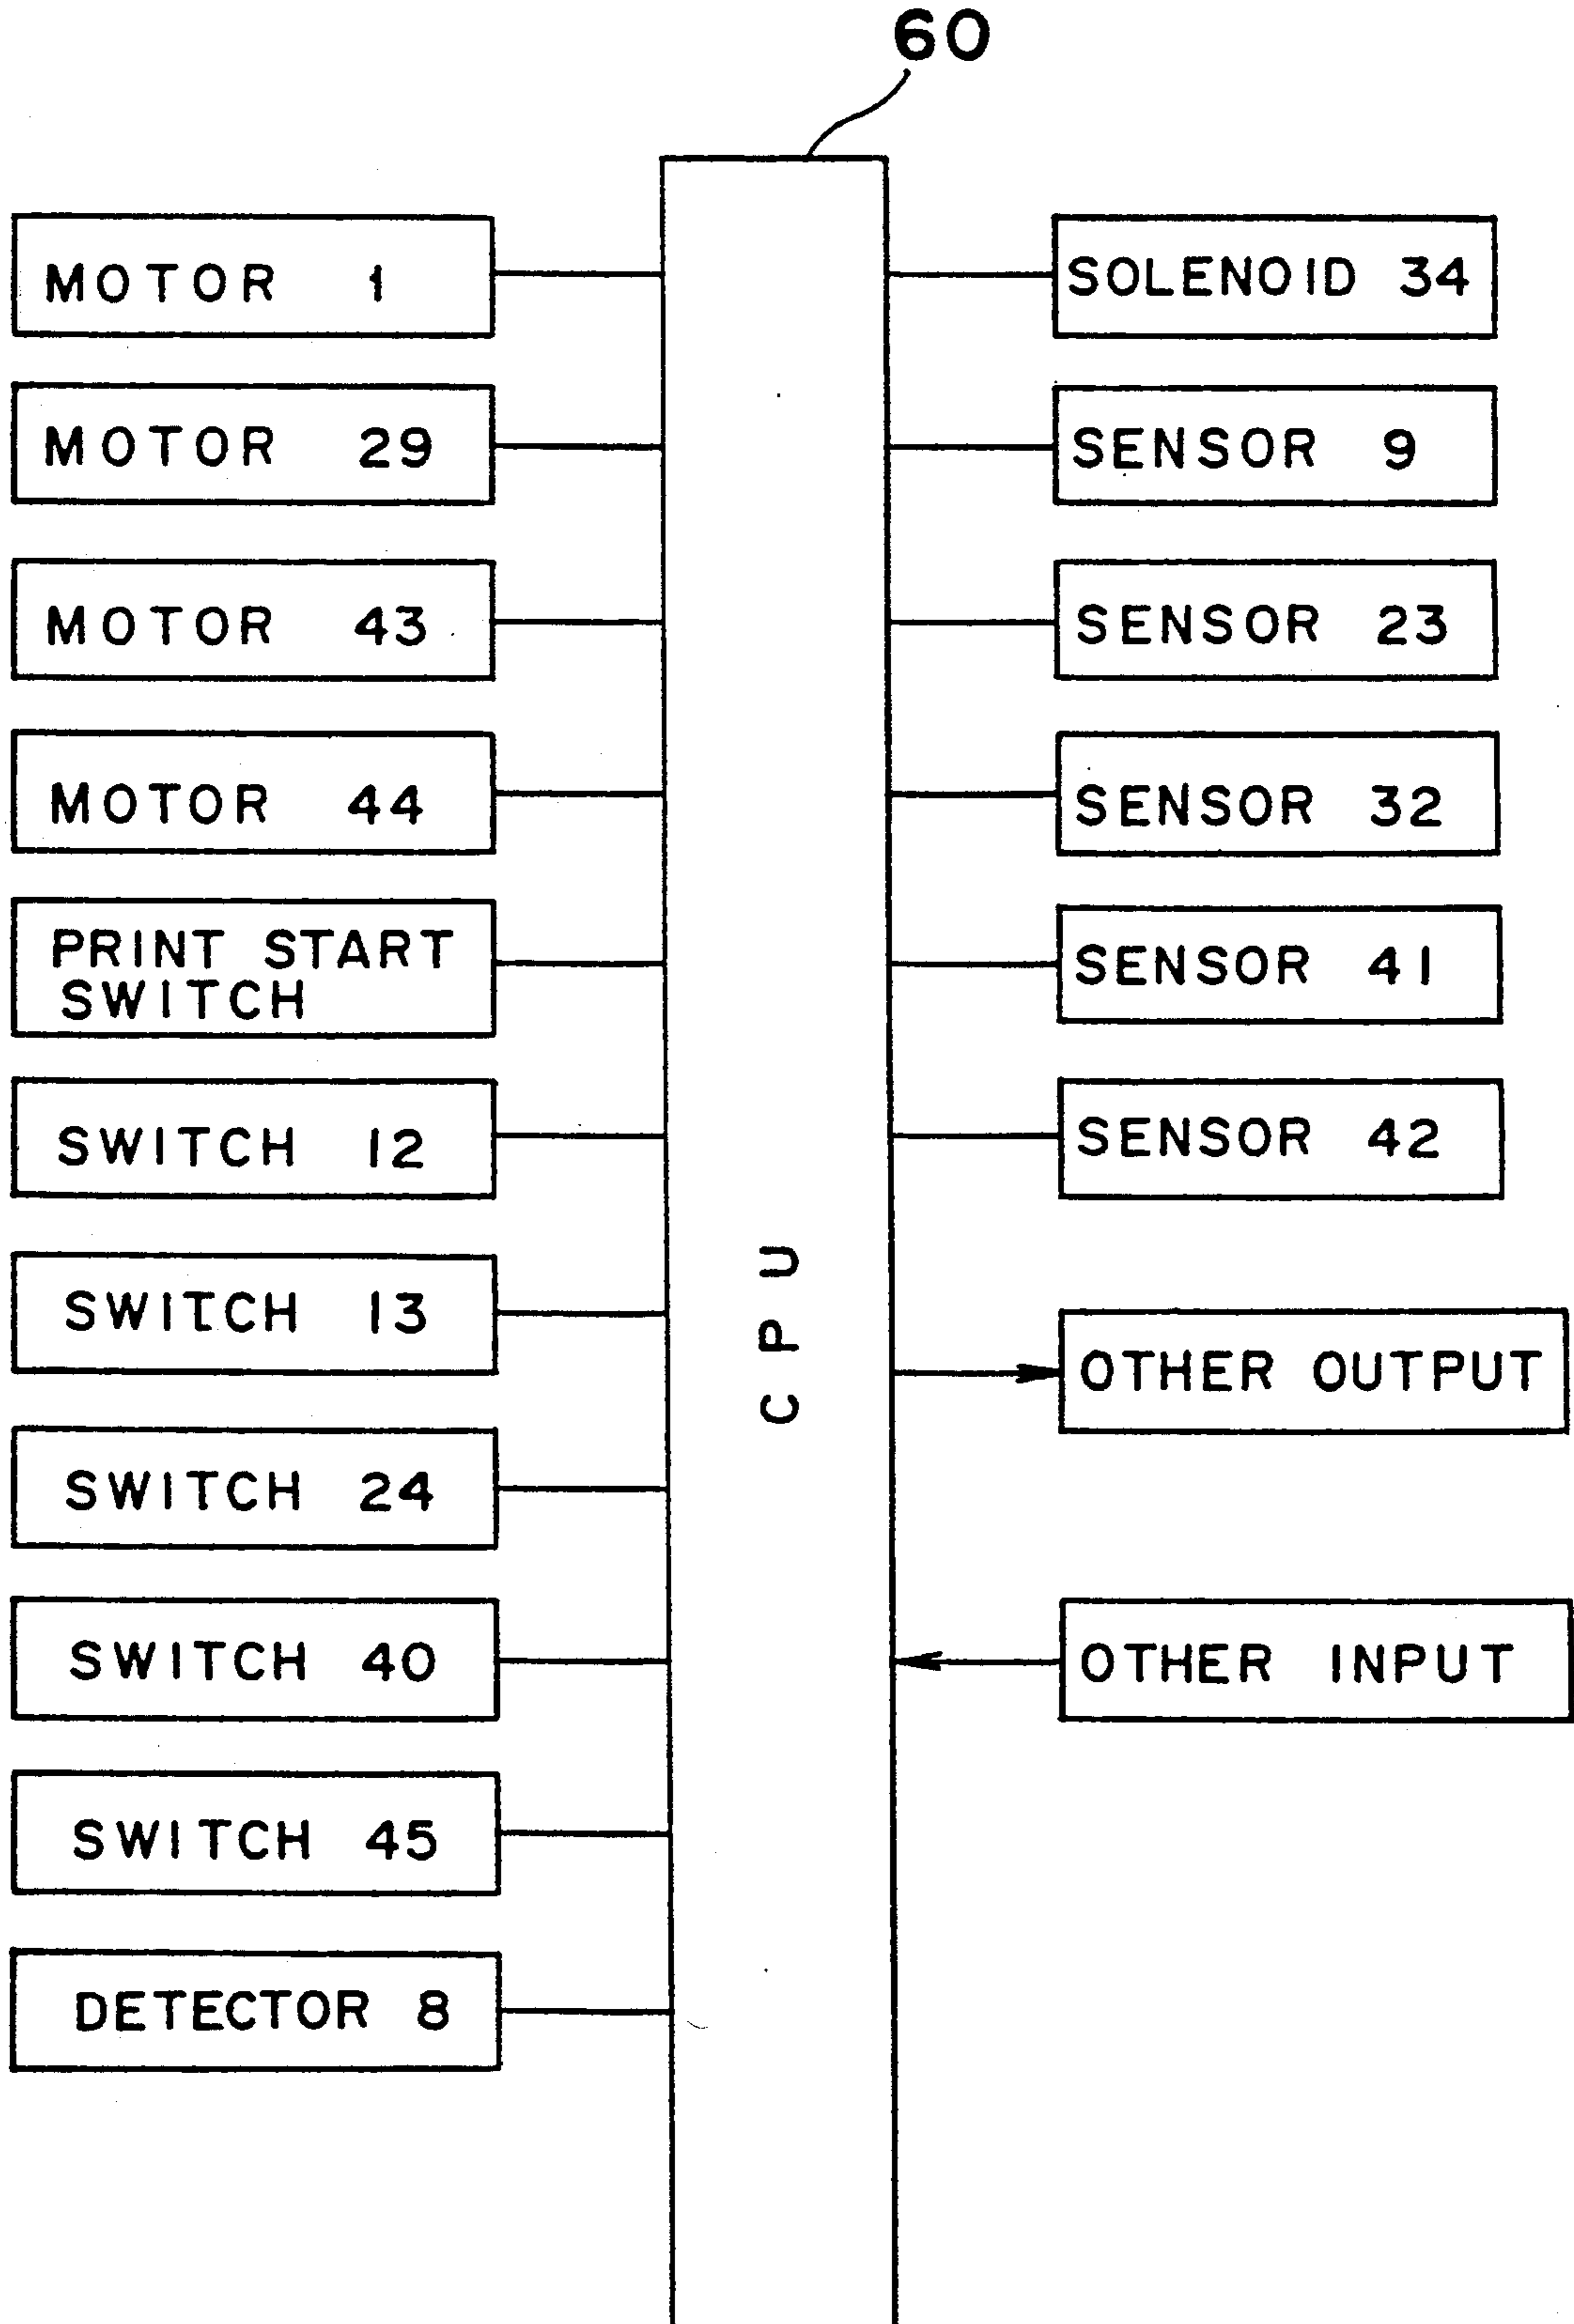 60
MOTOR 1
MOTOR 29
MOTOR 43
MOTOR 44
PRINT START
SWITCH
SWITCH 12
SWITCH 13
SWITCH 24
SWITCH 40
SWITCH 45
DETECTOR 8
CPU
SOLENOID 34
SENSOR 9
SENSOR 23
SENSOR 32
SENSOR 41
SENSOR 42
OTHER OUTPUT
OTHER INPUT